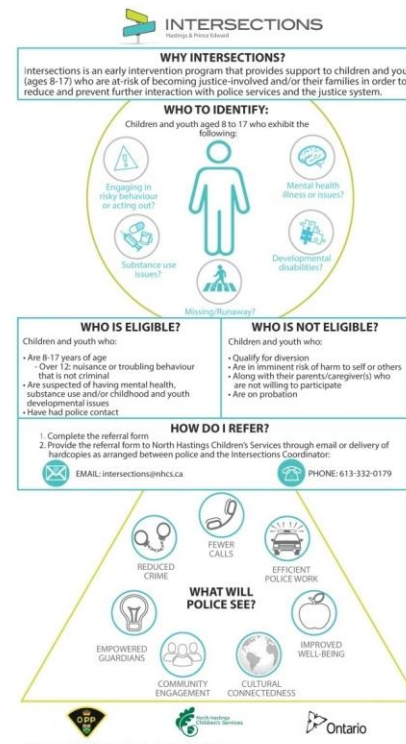 INTERSECTIONS
Hastings & Prince Edward
WHY INTERSECTIONS?
Intersections is an early intervention program that provides support to children and you
(ages 8-17) who are at-risk of becoming justice-involved and/or their families in order to
reduce and prevent further interaction with police services and the justice system.
WHO TO IDENTIFY:
Children and youth aged 8 to 17 who exhibit the
following:
Engaging in
risky behaviour
or acting out?
Mental health
illness or issues?
Substance use
issues?
Developmental
disabilities?
Missing/Runaway?
WHO IS ELIGIBLE?
Children and youth who:
• Are 8-17 years of age
- Over 12: nuisance or troubling behaviour
that is not criminal
• Are suspected of having mental health,
substance use and/or childhood and youth
developmental issues
• Have had police contact
WHO IS NOT ELIGIBLE?
Children and youth who:
• Qualify for diversion
• Are in imminent risk of harm to self or others
• Along with their parents/caregiver(s) who
are not willing to participate
• Are on probation
HOW DO I REFER?
1. Complete the referral form
2. Provide the referral form to North Hastings Children's Services through email or delivery of
hardcopies as arranged between police and the Intersections Coordinator:
EMAIL: intersections@nhcs.ca
PHONE: 613-332-0179
REDUCED
CRIME
FEWER
CALLS
EFFICIENT
POLICE WORK
WHAT WILL
POLICE SEE?
EMPOWERED
GUARDIANS
IMPROVED
WELL-BEING
COMMUNITY
ENGAGEMENT
CULTURAL
CONNECTEDNESS
OPP
North Hastings
Children's Services
Ontario